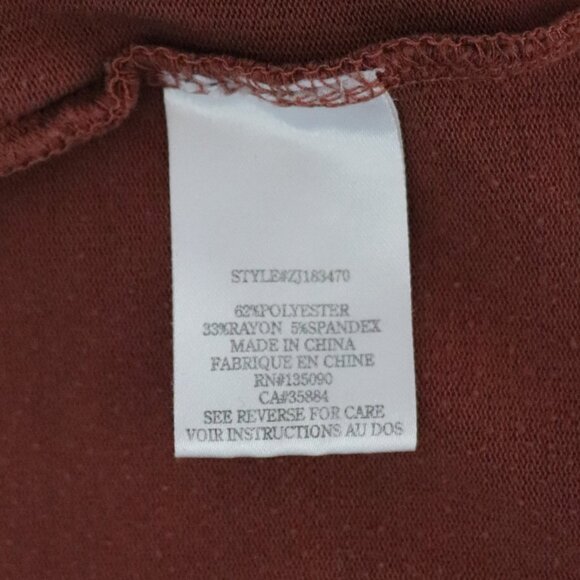 STYLE#ZJ183470
62%POLYESTER
33%RAYON 5%SPANDEX
MADE IN CHINA
FABRIQUE EN CHINE
RN#135090
CA#35884
SEE REVERSE FOR CARE
VOIR INSTRUCTIONS AU DOS